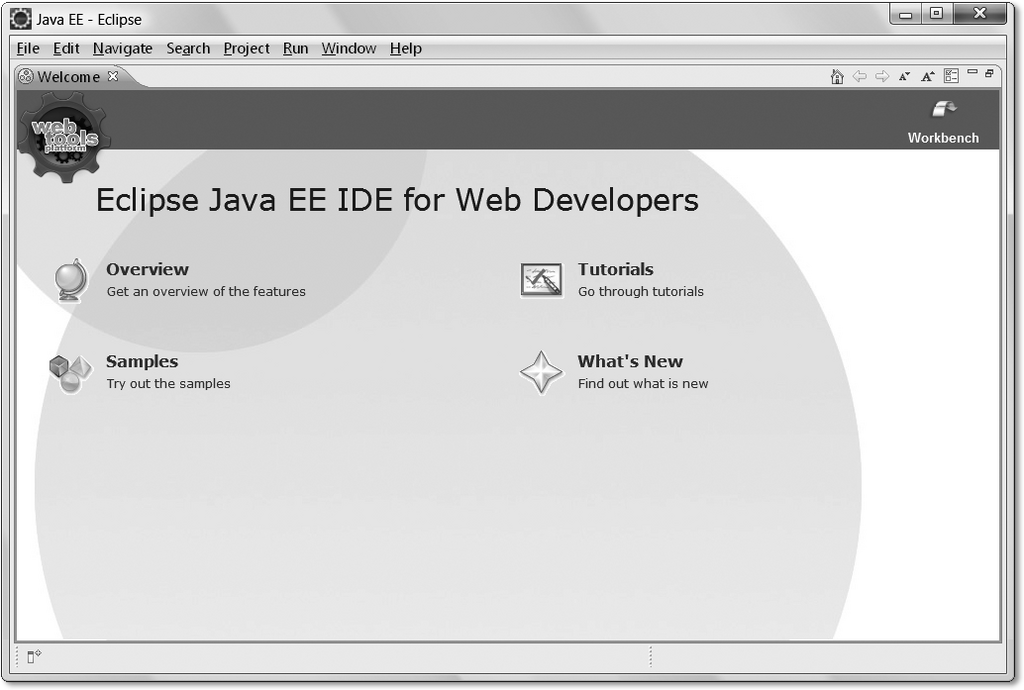 Java EE - Eclipse
File Edit Navigate Search Project Run Window Help
Welcome
web tools platform
Workbench
Eclipse Java EE IDE for Web Developers
Overview
Get an overview of the features
Tutorials
Go through tutorials
Samples
Try out the samples
What's New
Find out what is new